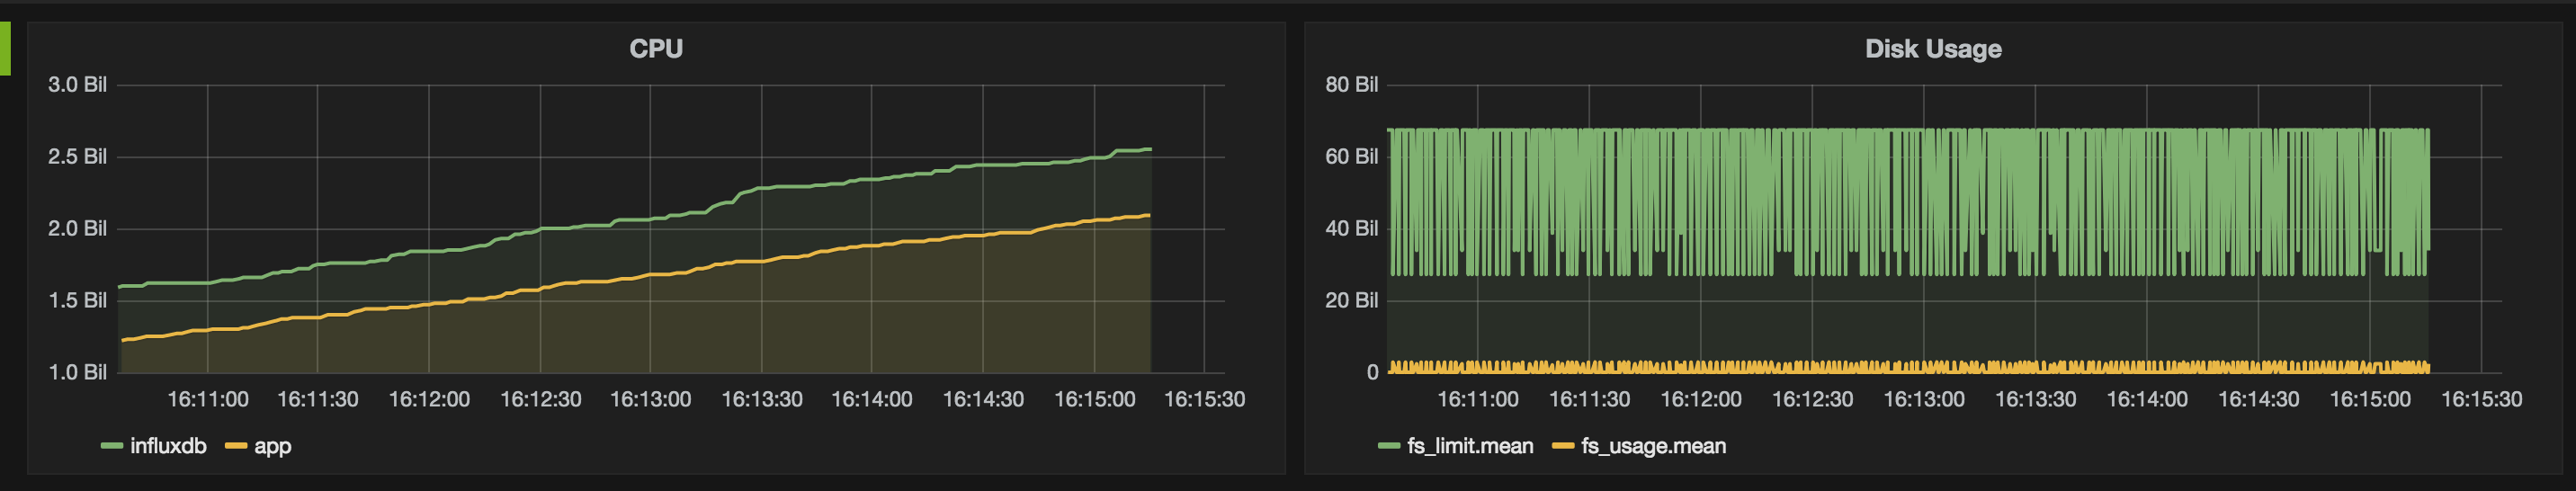 CPU
3.0 Bil
2.5 Bil
2.0 Bil
1.5 Bil
1.0 Bil
16:11:00 16:11:30 16:12:00 16:12:30 16:13:00 16:13:30 16:14:00 16:14:30 16:15:00 16:15:30
influxdb app
Disk Usage
80 Bil
60 Bil
40 Bil
20 Bil
0
16:11:00 16:11:30 16:12:00 16:12:30 16:13:00 16:13:30 16:14:00 16:14:30 16:15:00 16:15:30
fs_limit.mean fs_usage.mean